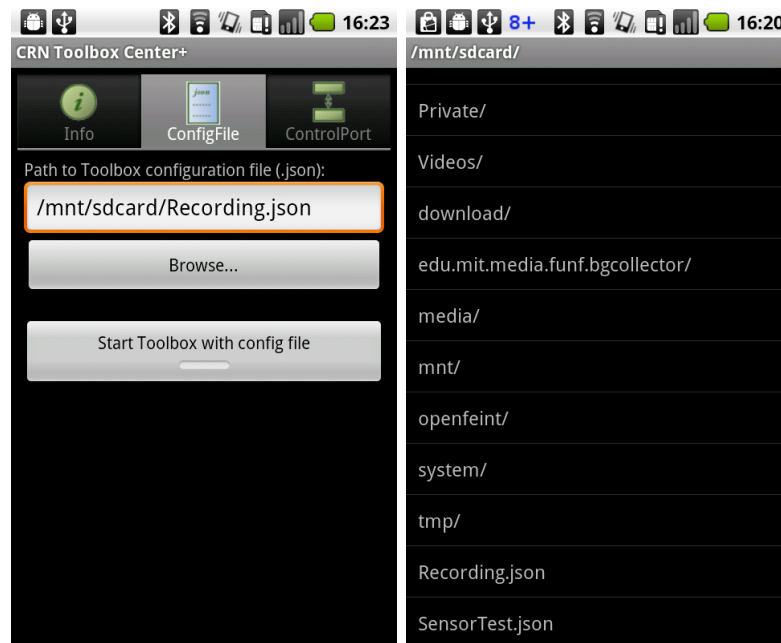 16:23
CRN Toolbox Center+
i
json
Info
ConfigFile
ControlPort
Path to Toolbox configuration file (.json):
/mnt/sdcard/Recording.json
Browse...
Start Toolbox with config file
8+
16:20
/mnt/sdcard/
Private/
Videos/
download/
edu.mit.media.funf.bgcollector/
media/
mnt/
openfeint/
system/
tmp/
Recording.json
SensorTest.json